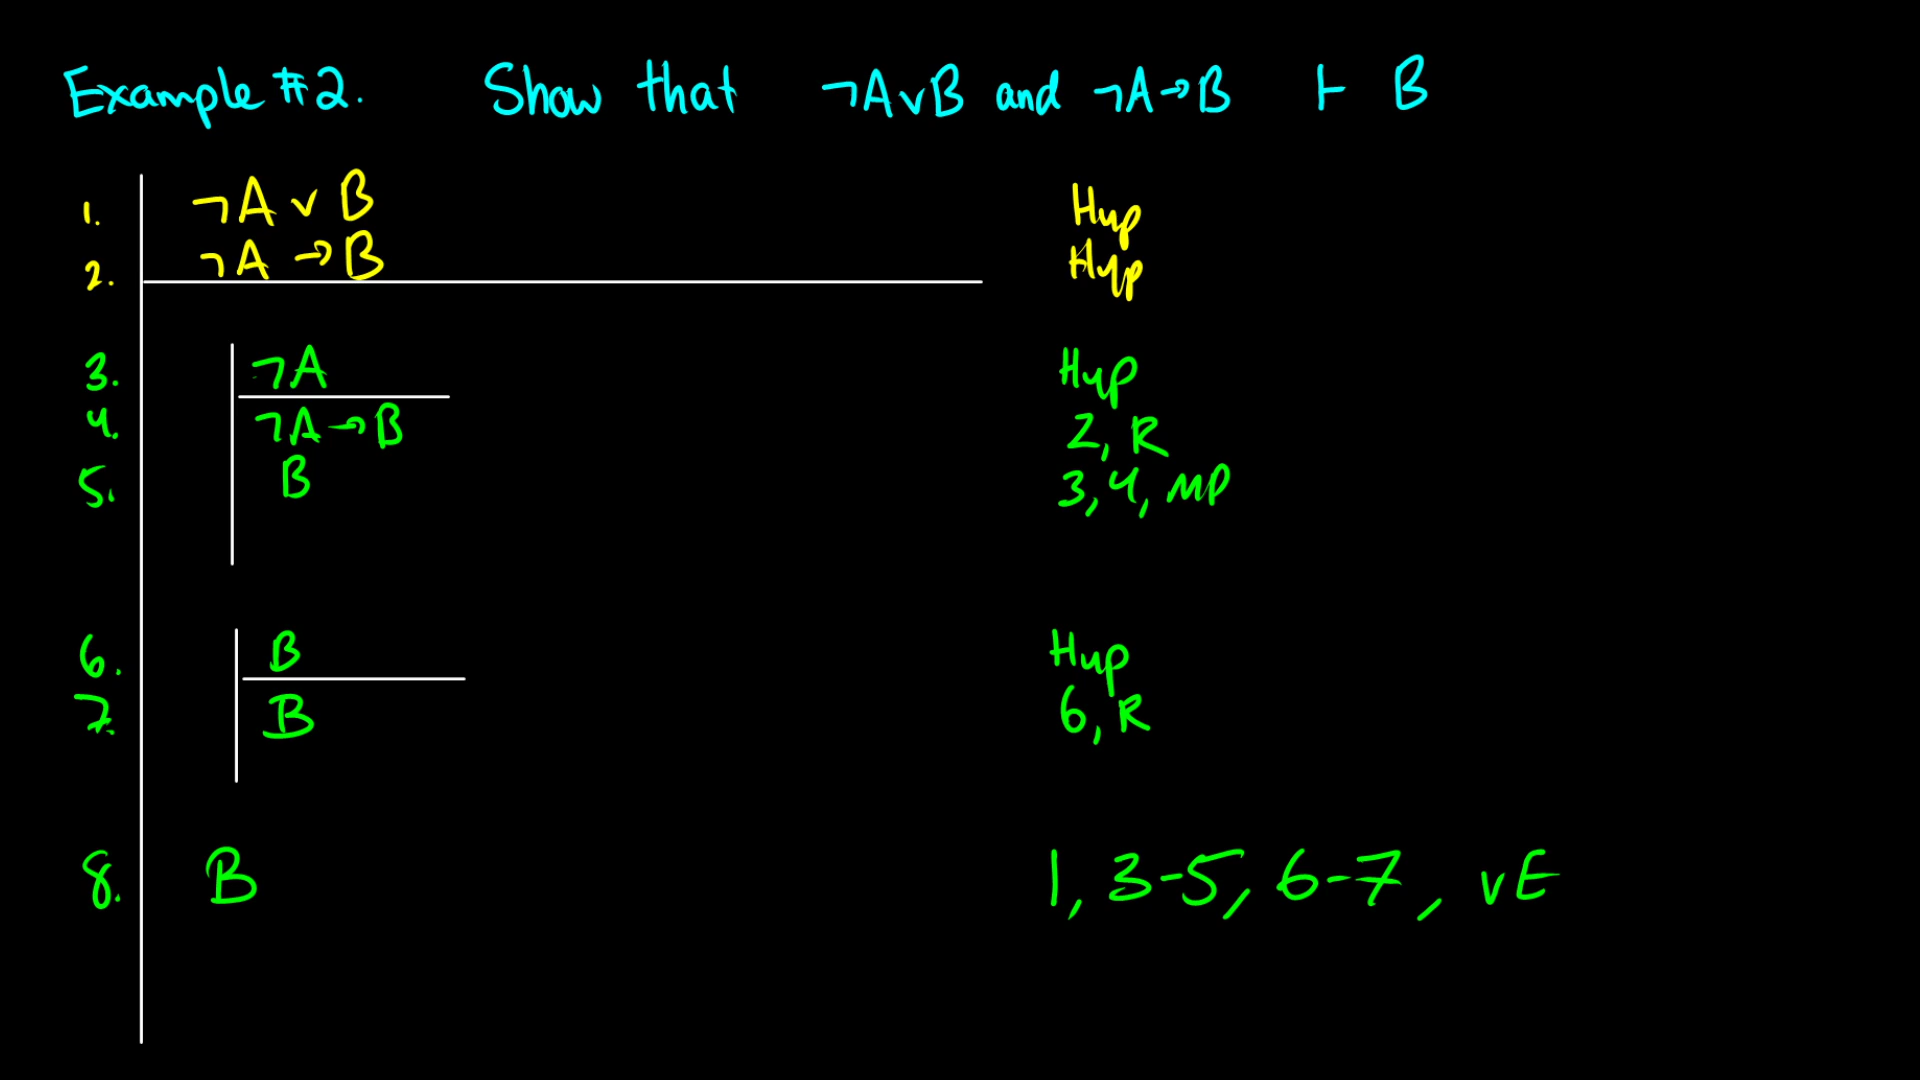 Example #2. Show that ¬A∨B and ¬A→B ⊢ B
1. ¬A ∨ B Hyp
2. ¬A → B Hyp
3. ¬A Hyp
4. ¬A→B 2, R
5. B 3, 4, MP
6. B Hyp
7. B 6, R
8. B 1, 3-5, 6-7, ∨E